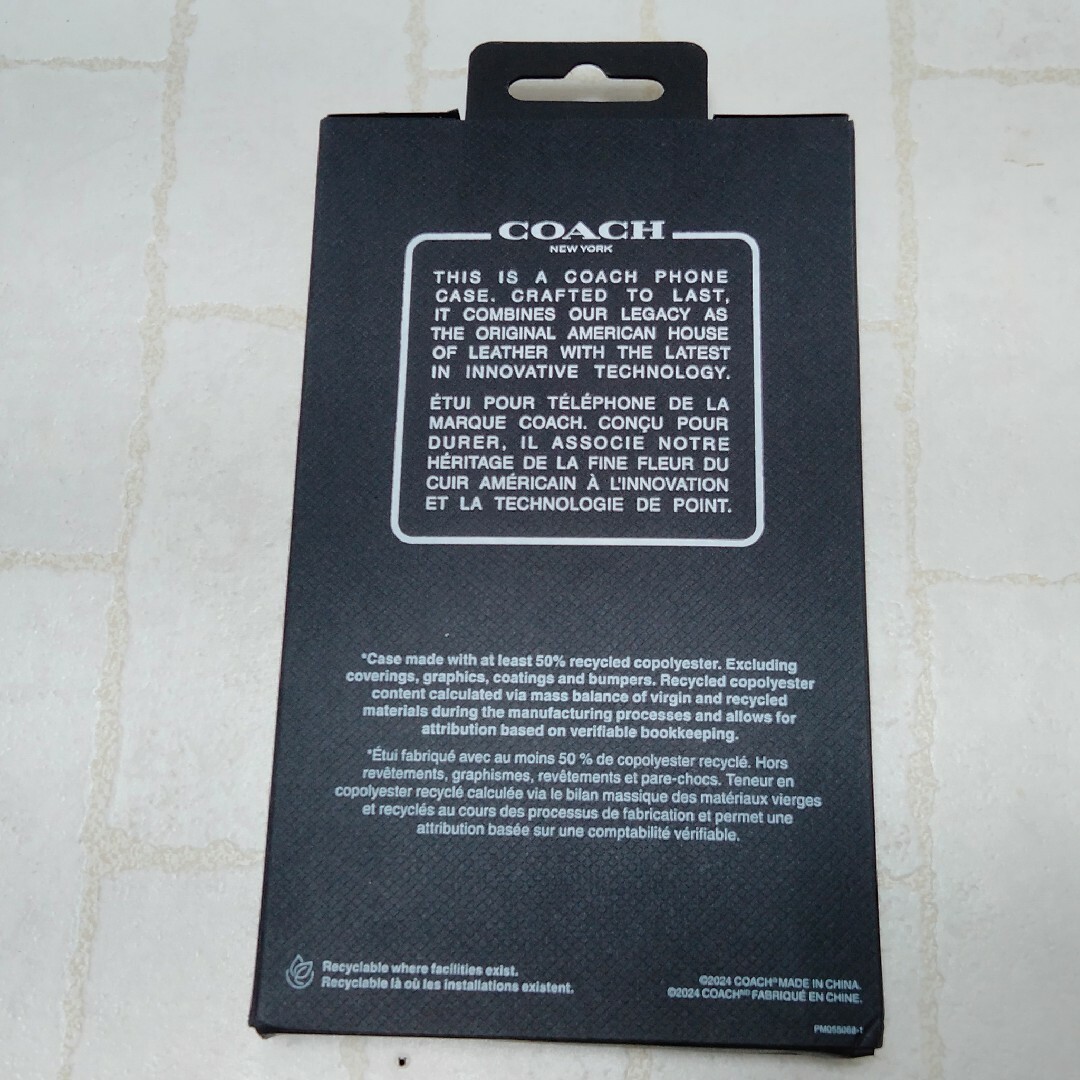 COACH
NEW YORK
THIS IS A COACH PHONE
CASE. CRAFTED TO LAST,
IT COMBINES OUR LEGACY AS
THE ORIGINAL AMERICAN HOUSE
OF LEATHER WITH THE LATEST
IN INNOVATIVE TECHNOLOGY.
ÉTUI POUR TÉLÉPHONE DE LA
MARQUE COACH. CONÇU POUR
DURER, IL ASSOCIE NOTRE
HÉRITAGE DE LA FINE FLEUR DU
CUIR AMÉRICAIN À L'INNOVATION
ET LA TECHNOLOGIE DE POINT.
*Case made with at least 50% recycled copolyester. Excluding
coverings, graphics, coatings and bumpers. Recycled copolyester
content calculated via mass balance of virgin and recycled
materials during the manufacturing processes and allows for
attribution based on verifiable bookkeeping.
*Étui fabriqué avec au moins 50 % de copolyester recyclé. Hors
revêtements, graphismes, revêtements et pare-chocs. Teneur en
copolyester recyclé calculée via le bilan massique des matériaux vierges
et recyclés au cours des processus de fabrication et permet une
attribution basée sur une comptabilité vérifiable.
Recyclable where facilities exist.
Recyclable là où les installations existent.
©2024 COACH® MADE IN CHINA.
©2024 COACHᴹᴰ FABRIQUÉ EN CHINE.